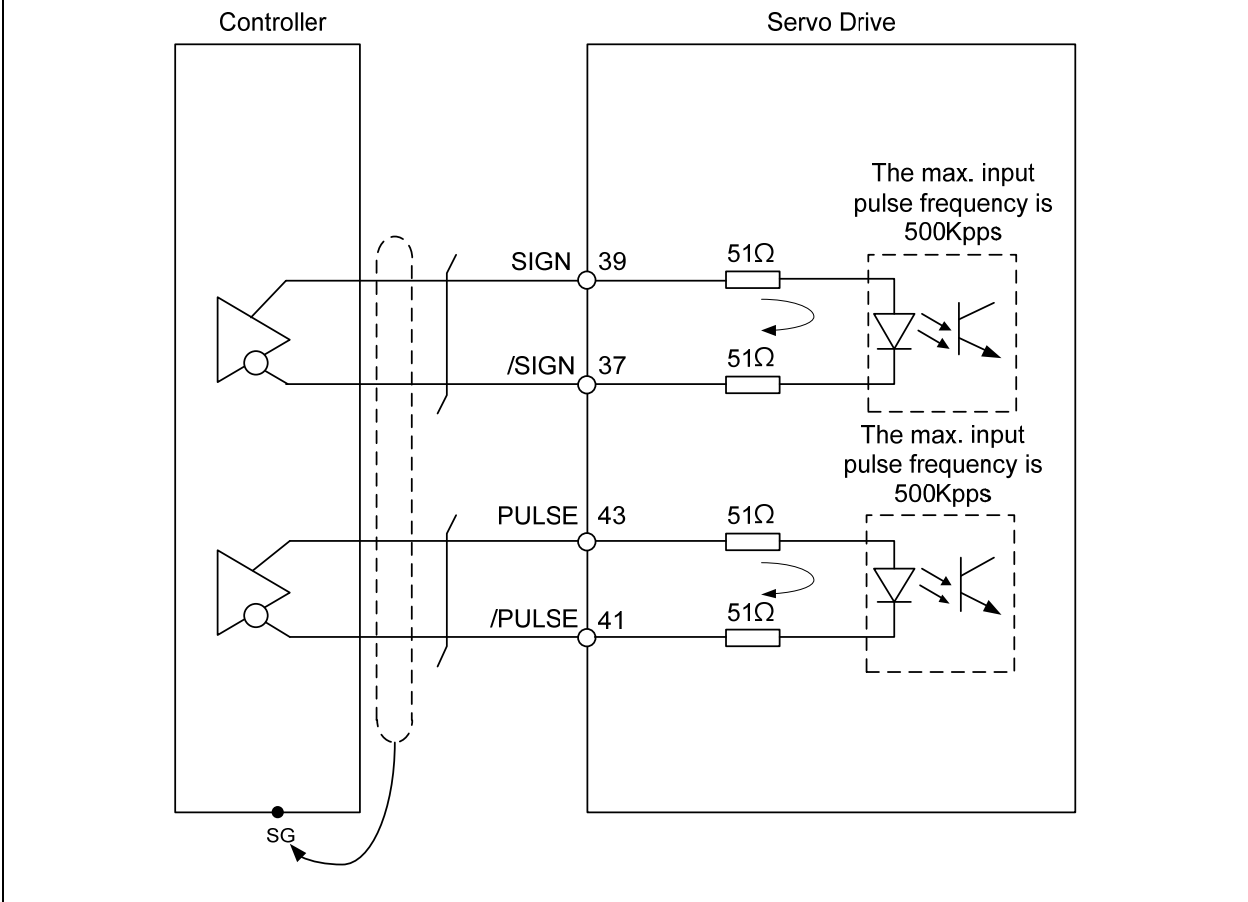 Controller
Servo Drive
The max. input
pulse frequency is
500Kpps
SIGN 39
51Ω
/SIGN 37
51Ω
The max. input
pulse frequency is
500Kpps
PULSE 43
51Ω
/PULSE 41
51Ω
SG